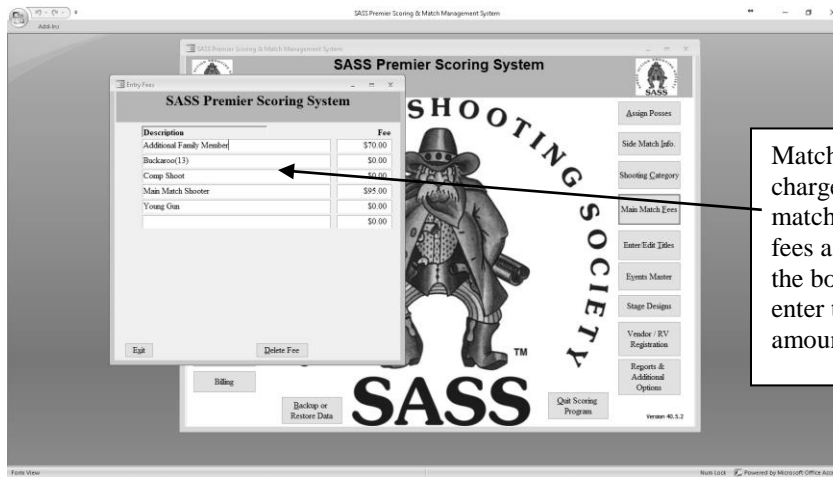 SASS Premier Scoring & Match Management System
Add-Ins
SASS Premier Scoring & Match Management System
SASS Premier Scoring System
SASS
Entry Fees
SASS Premier Scoring System
Description Fee
Additional Family Member $70.00
Buckaroo(13) $0.00
Comp Shoot $0.00
Main Match Shooter $95.00
Young Gun $0.00
$0.00
Exit
Delete Fee
SHOOTING SOCIETY
TM
SASS
Assign Posses
Side Match Info.
Shooting Category
Main Match Fees
Enter/Edit Titles
Events Master
Stage Designs
Vendor / RV
Registration
Reports &
Additional
Options
Billing
Backup or
Restore Data
Quit Scoring
Program
Version 40.5.2
Match
charge
match
fees a
the bo
enter
amou
Form View
Num Lock
Powered by Microsoft Office Acc